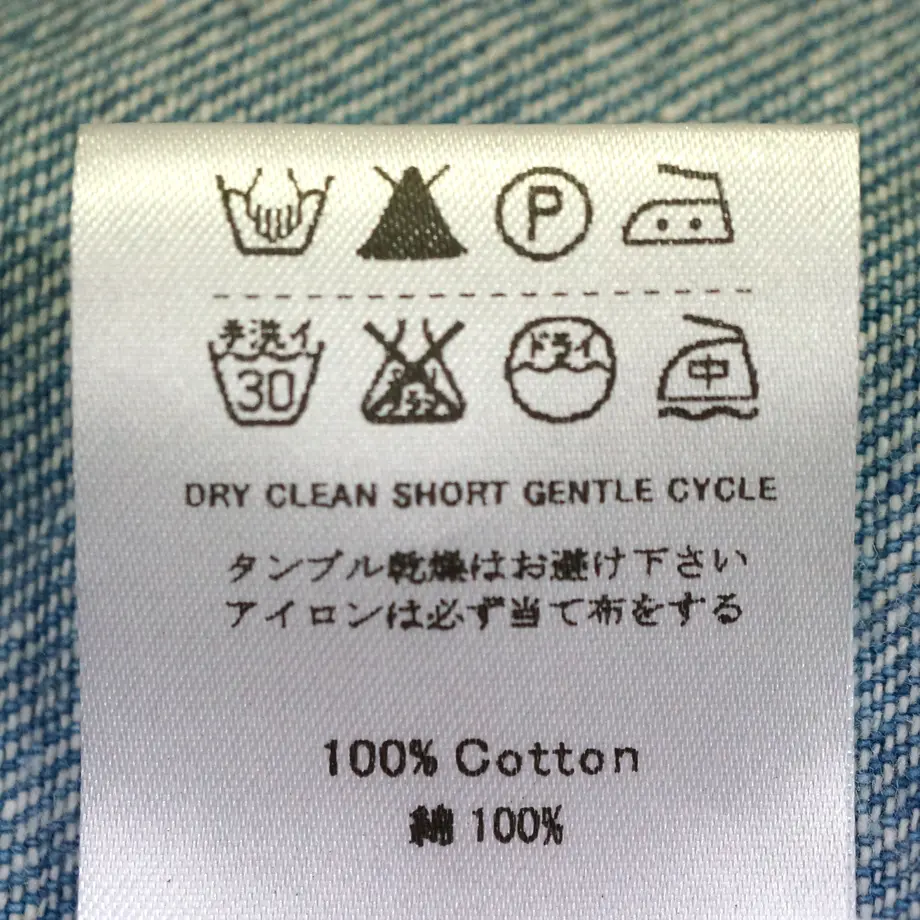 P
手洗イ
30
ドライ
中
DRY CLEAN SHORT GENTLE CYCLE
タンブル乾燥はお避け下さい
アイロンは必ず当て布をする
100% Cotton
綿 100%